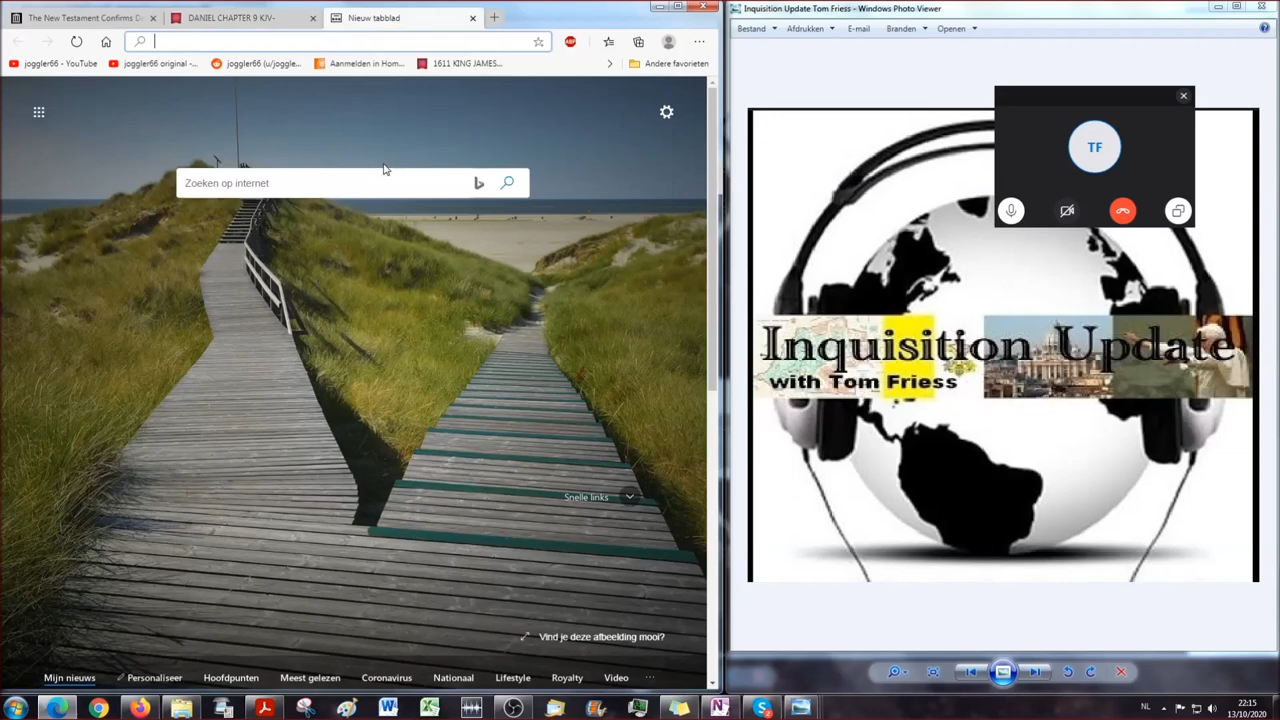 The New Testament Confirms D
DANIEL CHAPTER 9 KJV-
Nieuw tabblad
joggler66 - YouTube
joggler66 original -...
joggler66 (u/joggle...
Aanmelden in Hom...
1611 KING JAMES...
Andere favorieten
ABP
Zoeken op internet
Snelle links
Vind je deze afbeelding mooi?
Mijn nieuws
Personaliseer
Hoofdpunten
Meest gelezen
Coronavirus
Nationaal
Lifestyle
Royalty
Video
Inquisition Update Tom Friess - Windows Photo Viewer
Bestand
Afdrukken
E-mail
Branden
Openen
TF
Inquisition Update
with Tom Friess
NL
22:15
13/10/2020